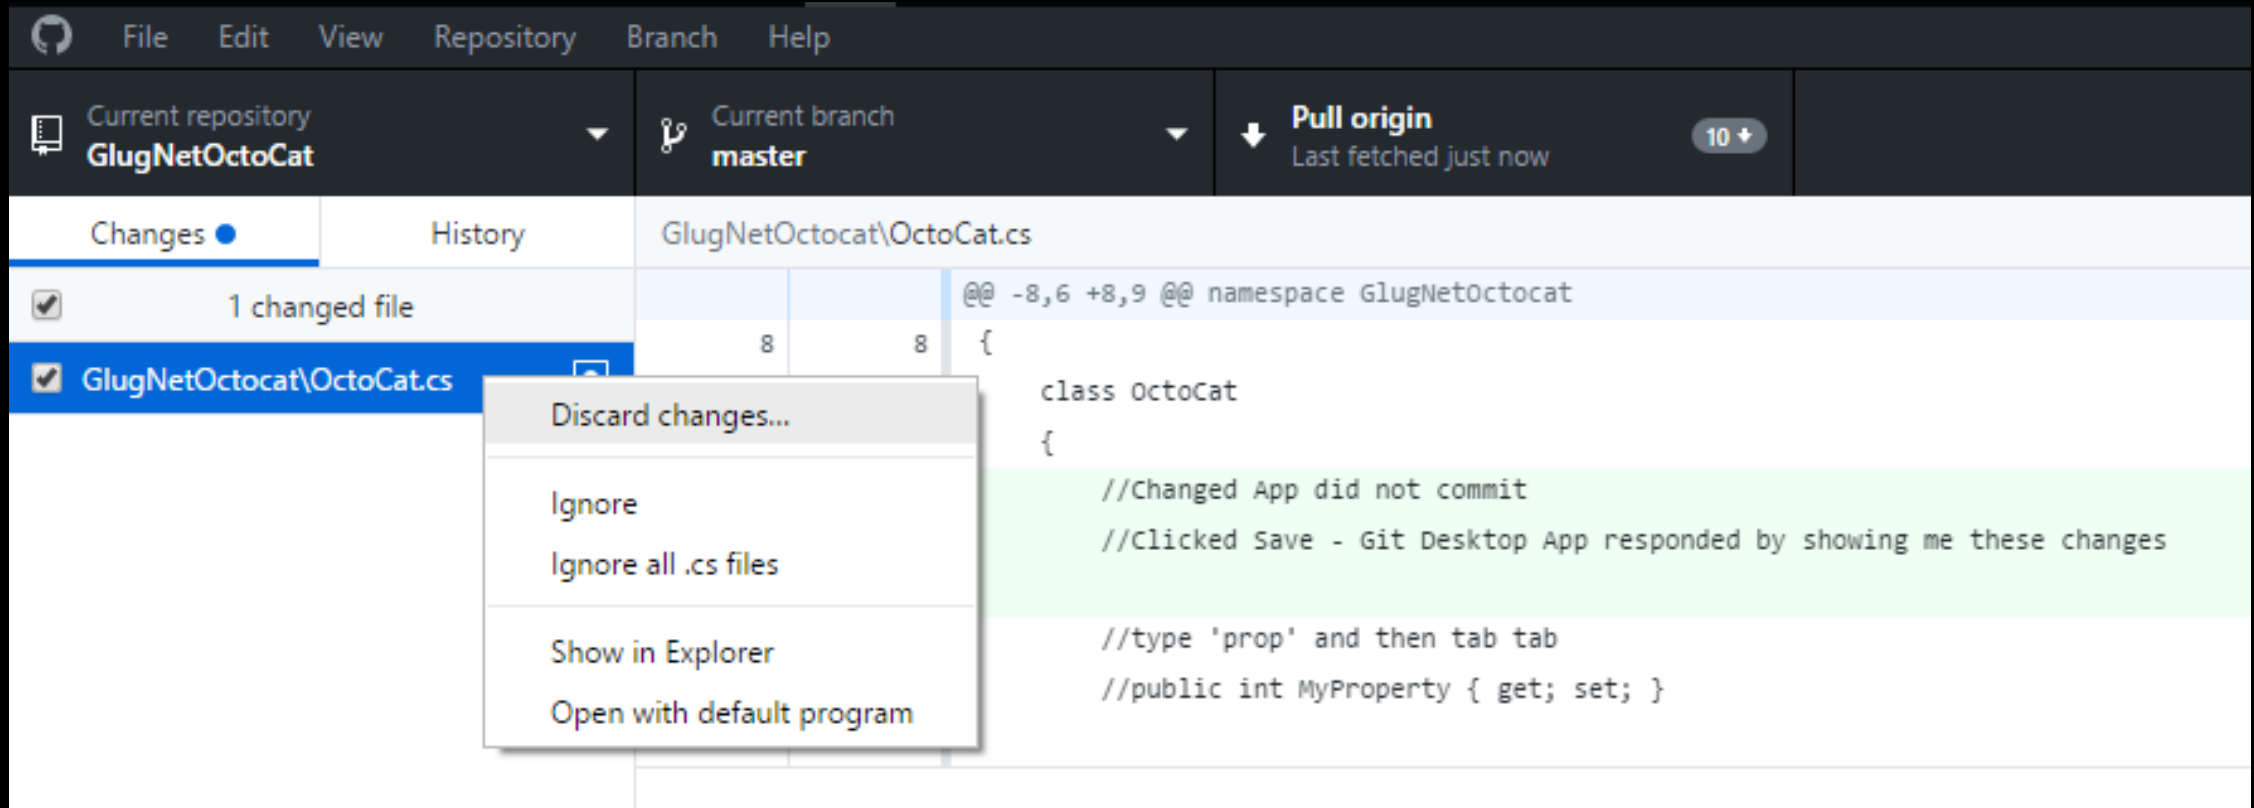 File Edit View Repository Branch Help
Current repository
GlugNetOctoCat
Current branch
master
Pull origin
Last fetched just now
10
Changes
History
GlugNetOctocat\OctoCat.cs
1 changed file
GlugNetOctocat\OctoCat.cs
Discard changes...
Ignore
Ignore all .cs files
Show in Explorer
Open with default program
@@ -8,6 +8,9 @@ namespace GlugNetOctocat
8 8 {
class OctoCat
{
//Changed App did not commit
//Clicked Save - Git Desktop App responded by showing me these changes
//type 'prop' and then tab tab
//public int MyProperty { get; set; }